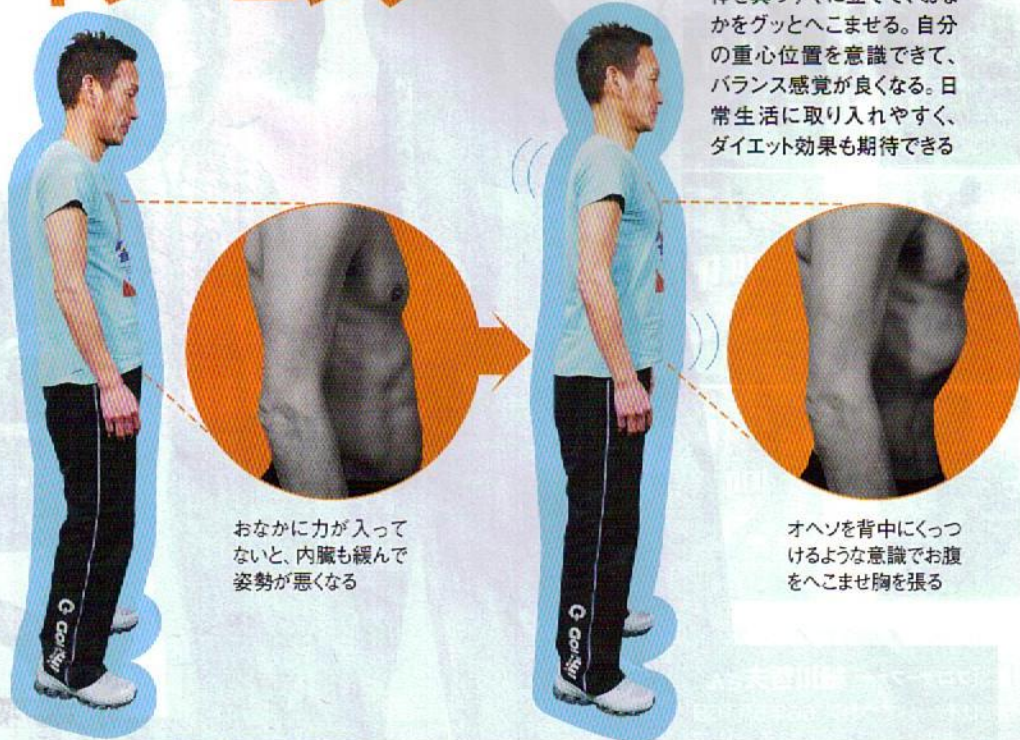 かをグッとへこませる。自分
の重心位置を意識できて、
バランス感覚が良くなる。日
常生活に取り入れやすく、
ダイエット効果も期待できる
おなかに力が入って
ないと、内臓も緩んで
姿勢が悪くなる
オヘソを背中にくっつ
けるような意識でお腹
をへこませ胸を張る